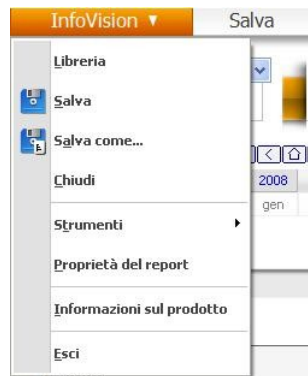 InfoVision ▼ Salva
Libreria
Salva
Salva come...
Chiudi
2008
gen
Strumenti
Proprietà del report
Informazioni sul prodotto
Esci